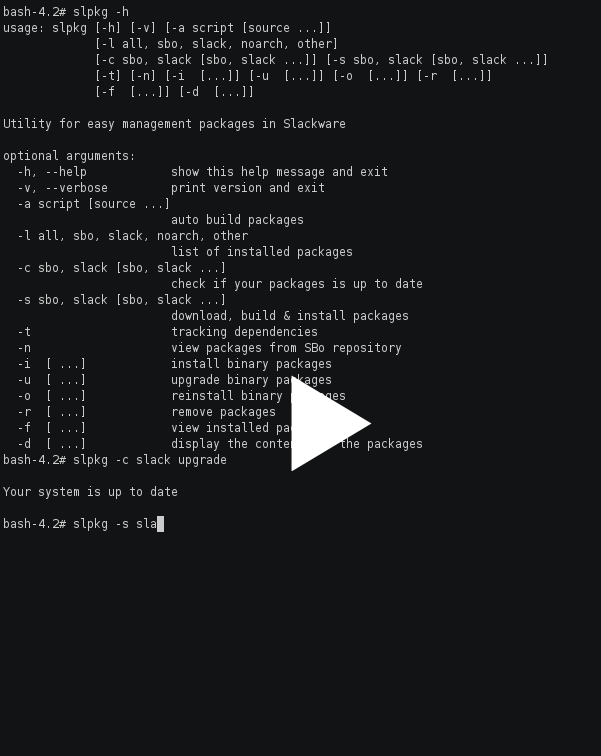 bash-4.2# slpkg -h
usage: slpkg [-h] [-v] [-a script [source ...]]
             [-l all, sbo, slack, noarch, other]
             [-c sbo, slack [sbo, slack ...]] [-s sbo, slack [sbo, slack ...]]
             [-t] [-n] [-i  [...]] [-u  [...]] [-o  [...]] [-r  [...]]
             [-f  [...]] [-d  [...]]
Utility for easy management packages in Slackware
optional arguments:
  -h, --help            show this help message and exit
  -v, --verbose         print version and exit
  -a script [source ...]
                        auto build packages
  -l all, sbo, slack, noarch, other
                        list of installed packages
  -c sbo, slack [sbo, slack ...]
                        check if your packages is up to date
  -s sbo, slack [sbo, slack ...]
                        download, build & install packages
  -t                    tracking dependencies
  -n                    view packages from SBo repository
  -i  [ ...]            install binary packages
  -u  [ ...]            upgrade binary packages
  -o  [ ...]            reinstall binary
  -r  [ ...]            remove packages
  -f  [ ...]            view installed
  -d  [ ...]            display the the packages
bash-4.2# slpkg -c slack upgrade
Your system is up to date
bash-4.2# slpkg -s sla